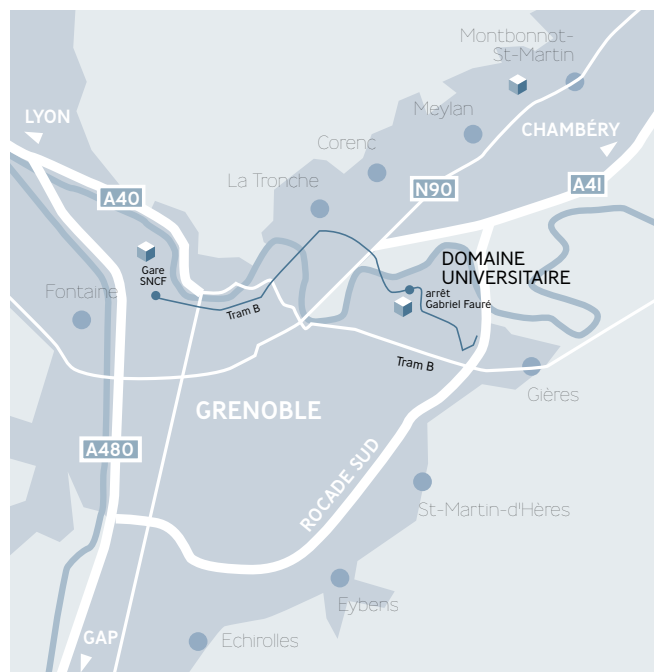 Montbonnot-
St-Martin
LYON
Meylan
CHAMBÉRY
Corenc
La Tronche
N90
A41
A40
DOMAINE
UNIVERSITAIRE
Gare
SNCF
Fontaine
arrêt
Gabriel Fauré
Tram B
Tram B
Gières
GRENOBLE
A480
ROCADE SUD
St-Martin-d'Hères
Eybens
GAP
Echirolles